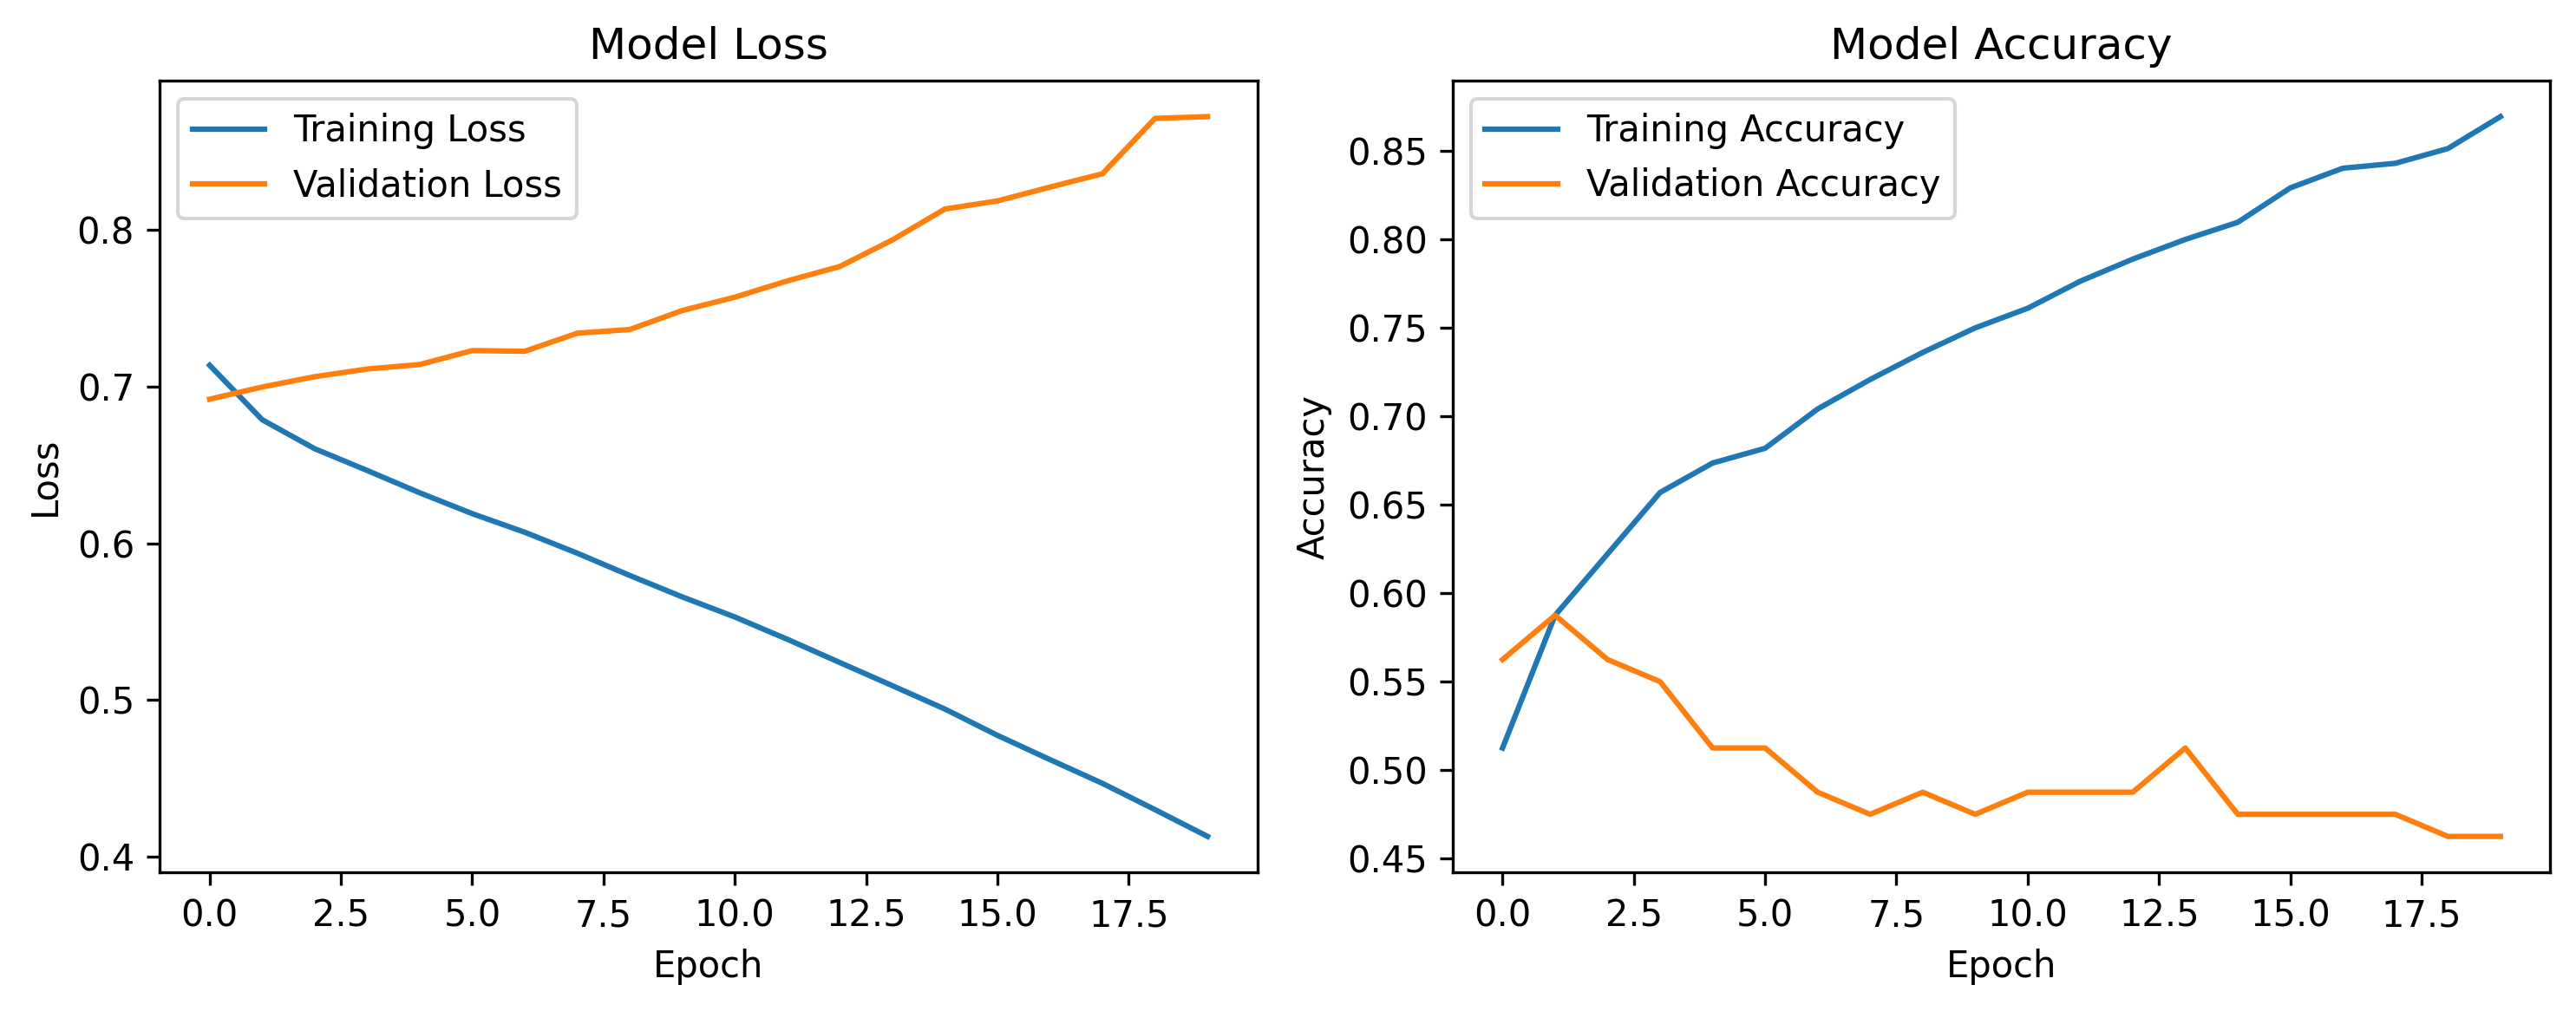 Model Loss
Training Loss
Validation Loss
0.8
0.7
0.6
0.5
0.4
Loss
0.0 2.5 5.0 7.5 10.0 12.5 15.0 17.5
Epoch
Model Accuracy
Training Accuracy
Validation Accuracy
0.85
0.80
0.75
0.70
0.65
0.60
0.55
0.50
0.45
Accuracy
0.0 2.5 5.0 7.5 10.0 12.5 15.0 17.5
Epoch